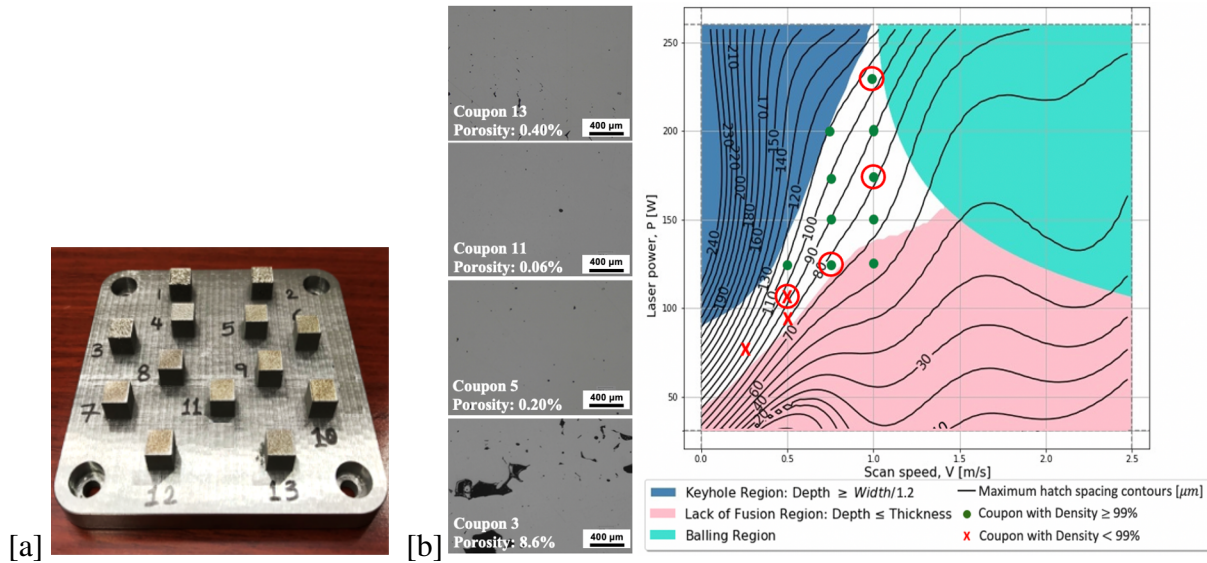 [a]
1
2
3
4
5
6
7
8
9
10
11
12
13
[b]
Coupon 13
Porosity: 0.40%
400 µm
Coupon 11
Porosity: 0.06%
400 µm
Coupon 5
Porosity: 0.20%
400 µm
Coupon 3
Porosity: 8.6%
400 µm
Laser power, P [W]
250
200
150
100
50
210
230
220
200
180
160
240
190
170
150
140
120
130
110
100
90
80
70
60
40
20
30
0.0
0.5
1.0
1.5
2.0
2.5
Scan speed, V [m/s]
Keyhole Region: Depth ≥ Width/1.2
Lack of Fusion Region: Depth ≤ Thickness
Balling Region
Maximum hatch spacing contours [µm]
Coupon with Density ≥ 99%
X Coupon with Density < 99%